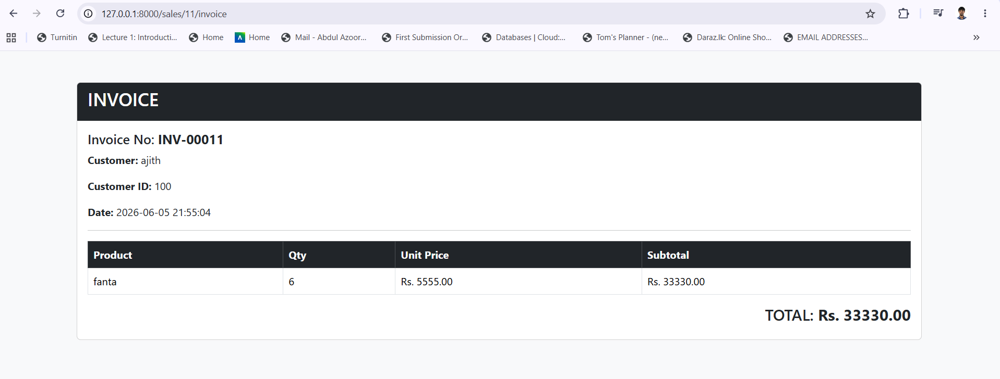 127.0.0.1:8000/sales/11/invoice
Turnitin Lecture 1: Introducti... Home Home Mail - Abdul Azoor... First Submission Or... Databases | Cloud:... Tom's Planner - (ne... Daraz.lk: Online Sho... EMAIL ADDRESSES...
INVOICE
Invoice No: INV-00011
Customer: ajith
Customer ID: 100
Date: 2026-06-05 21:55:04
Product Qty Unit Price Subtotal
fanta 6 Rs. 5555.00 Rs. 33330.00
TOTAL: Rs. 33330.00